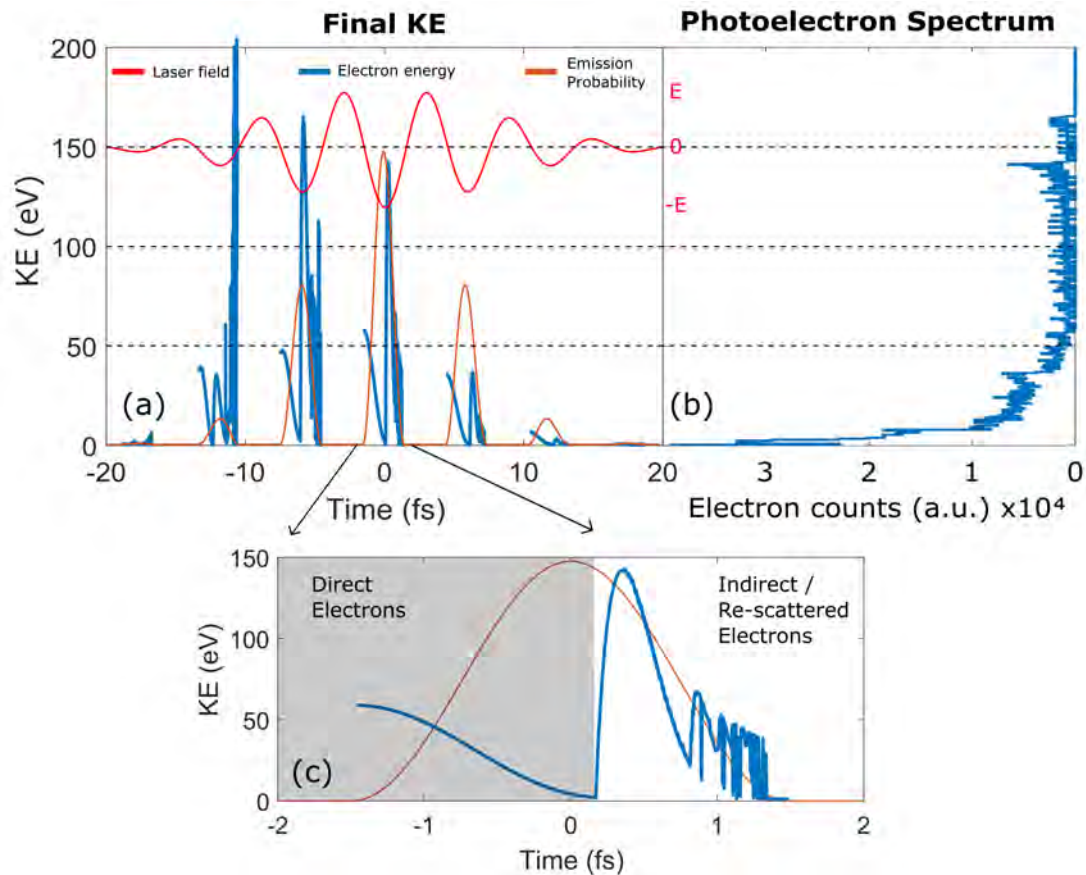 Final KE
Photoelectron Spectrum
200
150
100
50
0
KE (eV)
Laser field
Electron energy
Emission
Probability
(a)
-20
-10
0
10
20
Time (fs)
E
0
-E
(b)
3
2
1
0
Electron counts (a.u.) x10⁴
150
100
50
0
KE (eV)
Direct
Electrons
Indirect /
Re-scattered
Electrons
(c)
-2
-1
0
1
2
Time (fs)